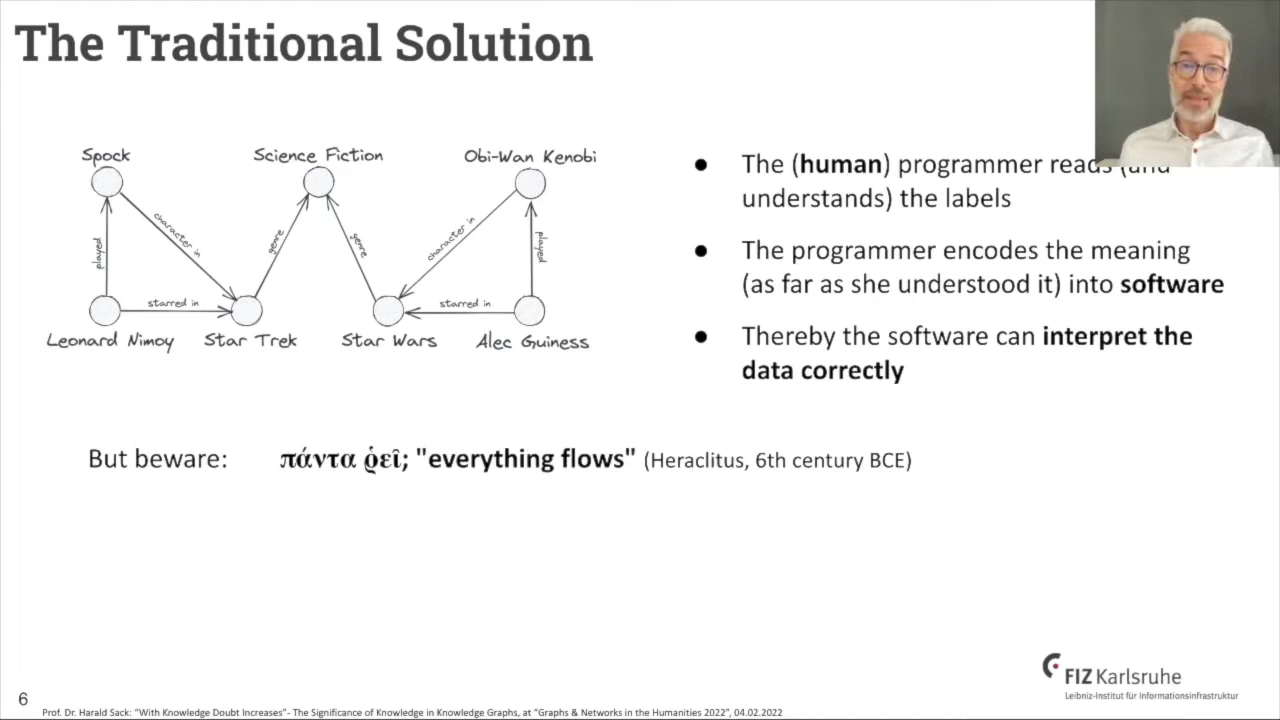 The Traditional Solution
Spock
Science Fiction
Obi-Wan Kenobi
played
character in
genre
genre
character in
played
starred in
starred in
Leonard Nimoy
Star Trek
Star Wars
Alec Guiness
● The (human) programmer reads (and
understands) the labels
● The programmer encodes the meaning
(as far as she understood it) into software
● Thereby the software can interpret the
data correctly
But beware: πάντα ῥεῖ; "everything flows" (Heraclitus, 6th century BCE)
FIZ Karlsruhe
Leibniz-Institut für Informationsinfrastruktur
6
Prof. Dr. Harald Sack: "With Knowledge Doubt Increases"- The Significance of Knowledge in Knowledge Graphs, at "Graphs & Networks in the Humanities 2022", 04.02.2022